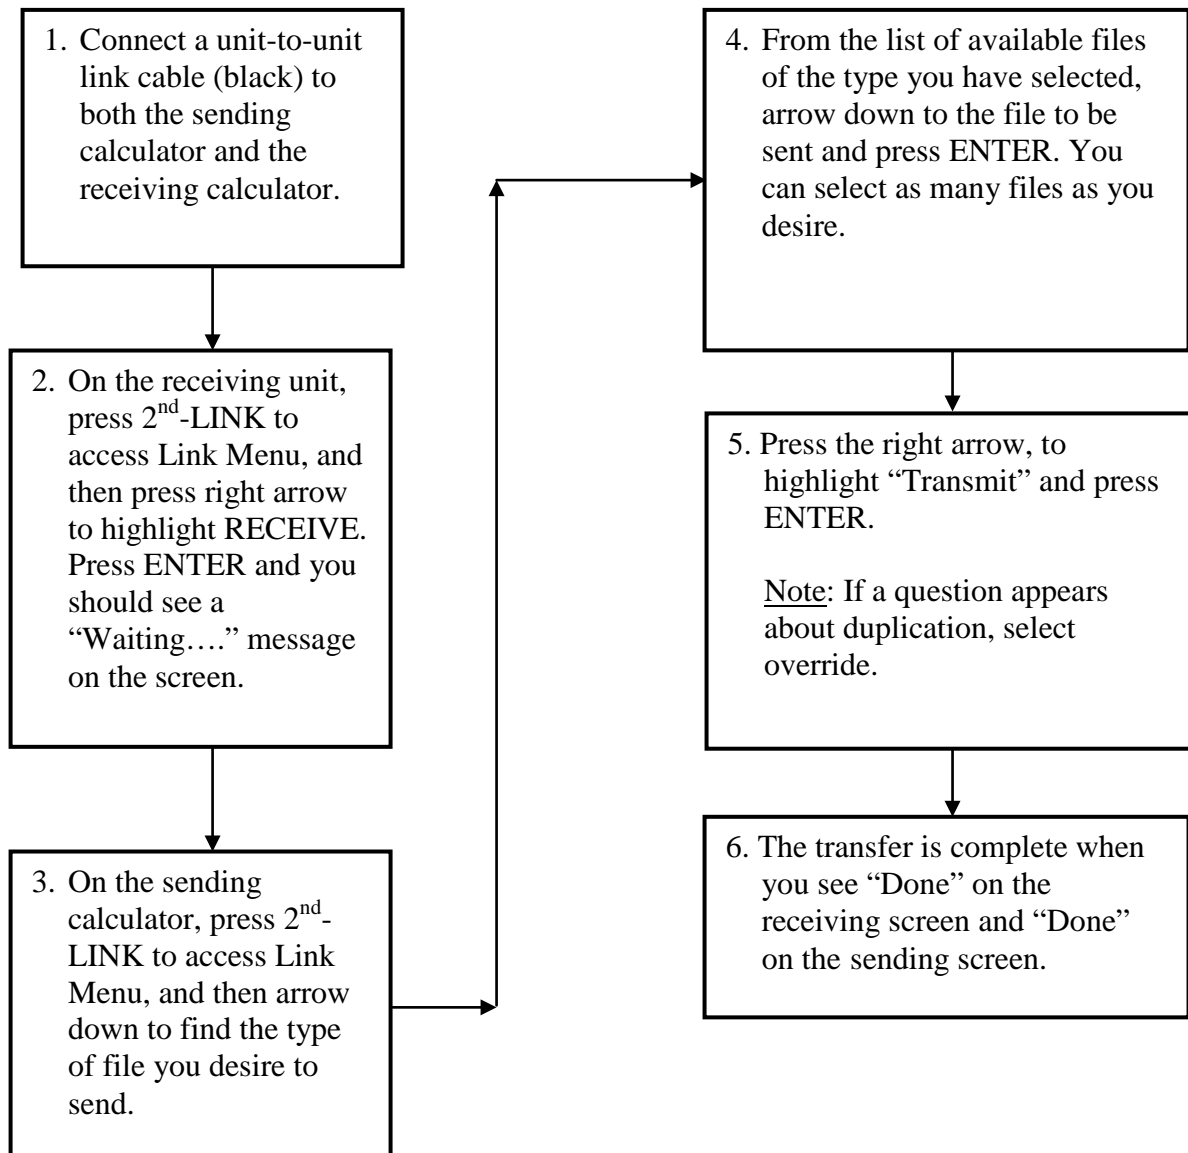 1. Connect a unit-to-unit
link cable (black) to
both the sending
calculator and the
receiving calculator.
2. On the receiving unit,
press 2nd-LINK to
access Link Menu, and
then press right arrow
to highlight RECEIVE.
Press ENTER and you
should see a
“Waiting….” message
on the screen.
3. On the sending
calculator, press 2nd-
LINK to access Link
Menu, and then arrow
down to find the type
of file you desire to
send.
4. From the list of available files
of the type you have selected,
arrow down to the file to be
sent and press ENTER. You
can select as many files as you
desire.
5. Press the right arrow, to
highlight “Transmit” and press
ENTER.
Note: If a question appears
about duplication, select
override.
6. The transfer is complete when
you see “Done” on the
receiving screen and “Done”
on the sending screen.